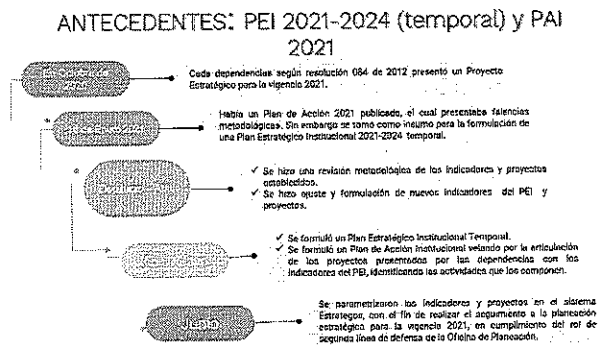 ANTECEDENTES: PEI 2021-2024 (temporal) y PAI
2021
Cada dependencias según resolución 084 de 2012 presentó un Proyecto
Estratégico para la vigencia 2021.
Había un Plan de Acción 2021 publicado, el cual presentaba falencias
metodológicas. Sin embargo se tomó como insumo para la formulación de
una Plan Estratégico Institucional 2021-2024 temporal.
✓ Se hizo una revisión metodológica de los indicadores y proyectos
establecidos.
✓ Se hizo ajuste y formulación de nuevos indicadores del PEI y
proyectos.
✓ Se formuló un Plan Estratégico Institucional Temporal.
✓ Se formuló un Plan de Acción Institucional velando por la articulación
de los proyectos presentados por las dependencias con los
indicadores del PEI, identificando las actividades que los componen.
Se parametrizaron los indicadores y proyectos en el sistema
Estrategos, con el fin de realizar el seguimiento a la planeación
estratégica para la vigencia 2021, en cumplimiento del rol de
segunda línea de defensa de la Oficina de Planeación.